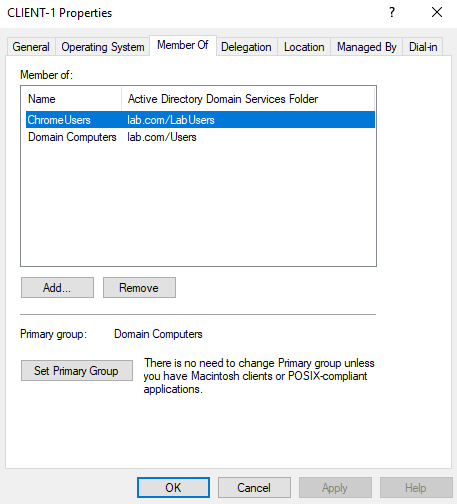 CLIENT-1 Properties
?
General Operating System Member Of Delegation Location Managed By Dial-in
Member of:
Name Active Directory Domain Services Folder
ChromeUsers lab.com/LabUsers
Domain Computers lab.com/Users
Add... Remove
Primary group: Domain Computers
Set Primary Group
There is no need to change Primary group unless
you have Macintosh clients or POSIX-compliant
applications.
OK Cancel Apply Help